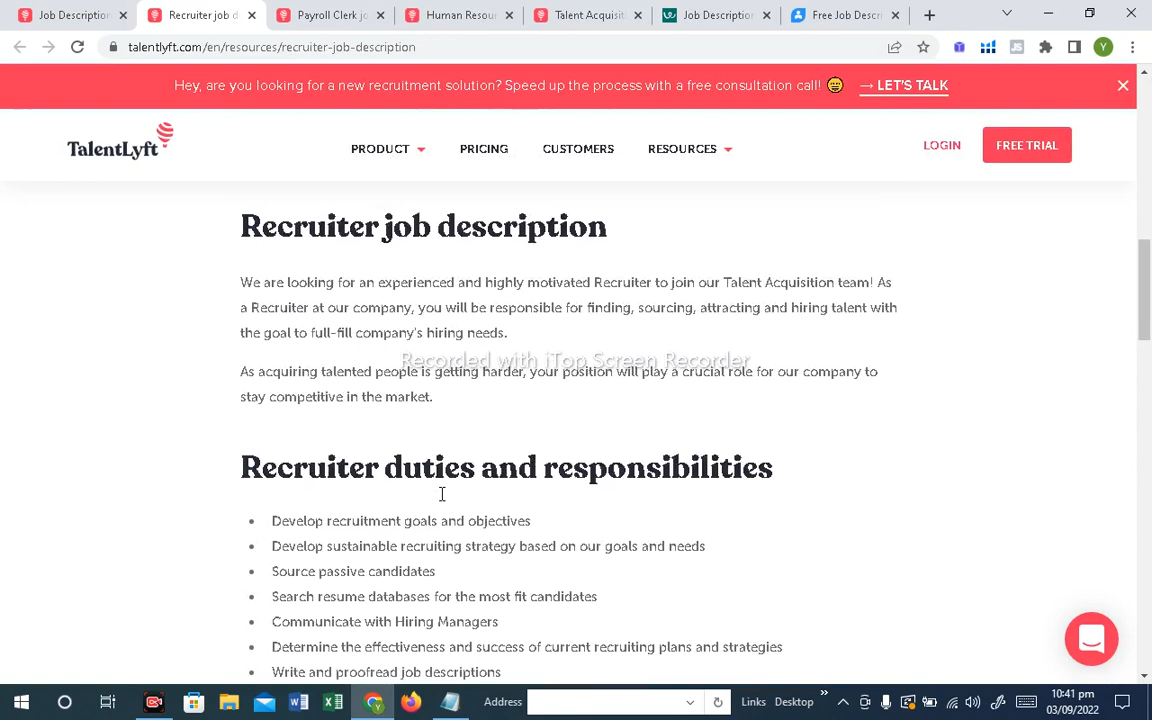 Job Description
Recruiter job d
Payroll Clerk jo
Human Resou
Talent Acquisit
Job Description
Free Job Descri
talentlyft.com/en/resources/recruiter-job-description
Y
Hey, are you looking for a new recruitment solution? Speed up the process with a free consultation call! 😁 → LET'S TALK
TalentLyft
PRODUCT
PRICING
CUSTOMERS
RESOURCES
LOGIN
FREE TRIAL
Recruiter job description
We are looking for an experienced and highly motivated Recruiter to join our Talent Acquisition team! As
a Recruiter at our company, you will be responsible for finding, sourcing, attracting and hiring talent with
the goal to full-fill company's hiring needs.
Recorded with iTop Screen Recorder
As acquiring talented people is getting harder, your position will play a crucial role for our company to
stay competitive in the market.
Recruiter duties and responsibilities
• Develop recruitment goals and objectives
• Develop sustainable recruiting strategy based on our goals and needs
• Source passive candidates
• Search resume databases for the most fit candidates
• Communicate with Hiring Managers
• Determine the effectiveness and success of current recruiting plans and strategies
• Write and proofread job descriptions
Address
Links
Desktop
10:41 pm
03/09/2022